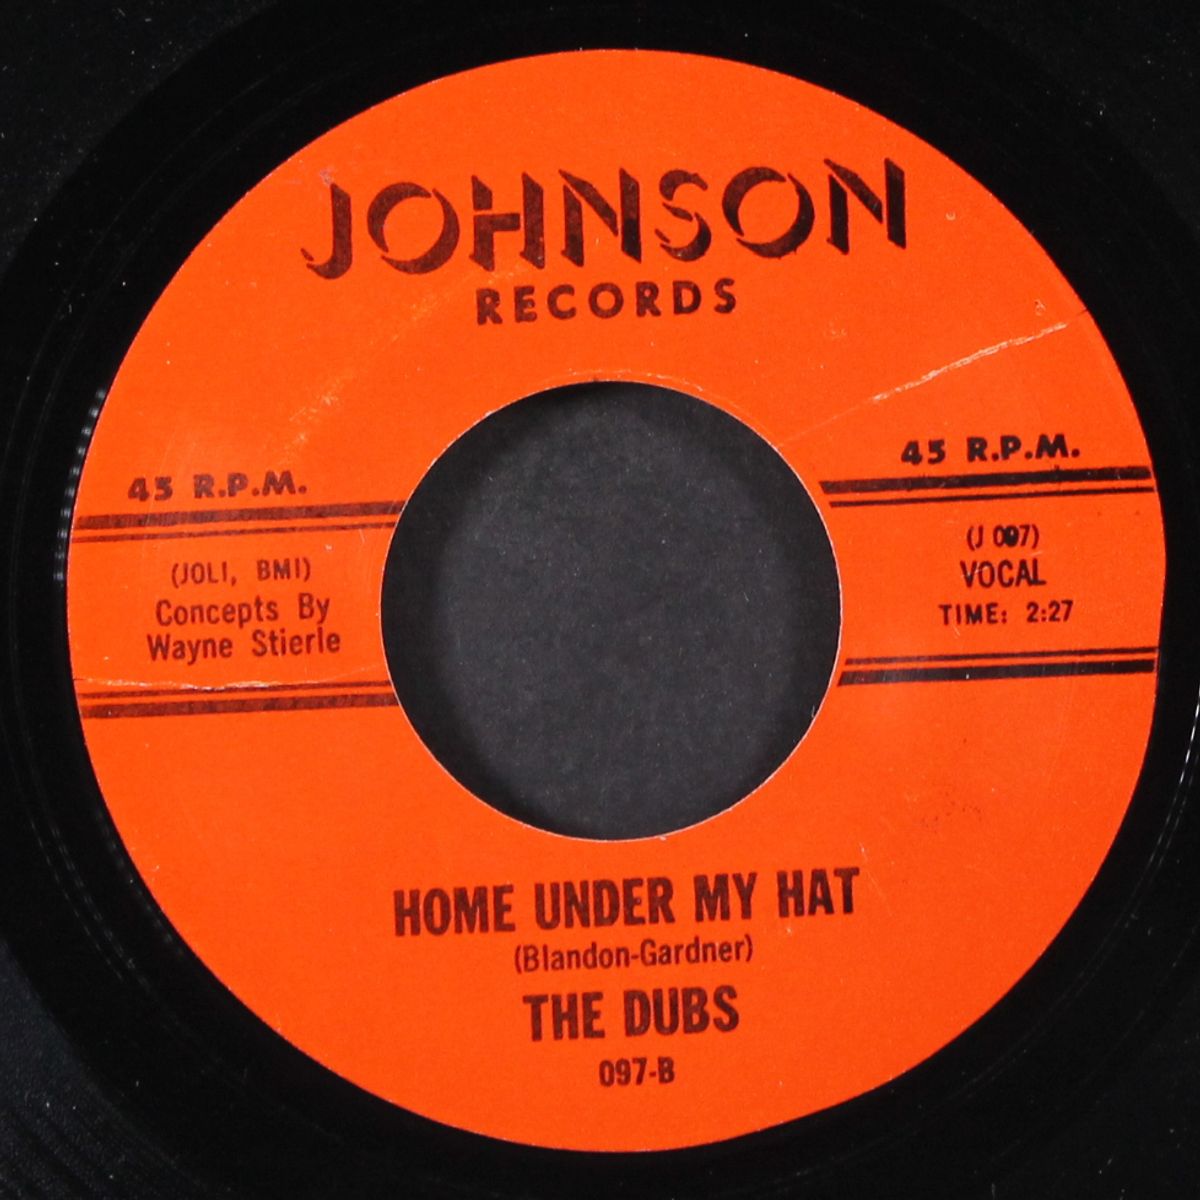 JOHNSON
RECORDS
45 R.P.M.
45 R.P.M.
(JOLI, BMI)
Concepts By
Wayne Stierle
(J 097)
VOCAL
TIME: 2:27
HOME UNDER MY HAT
(Blandon-Gardner)
THE DUBS
097-B